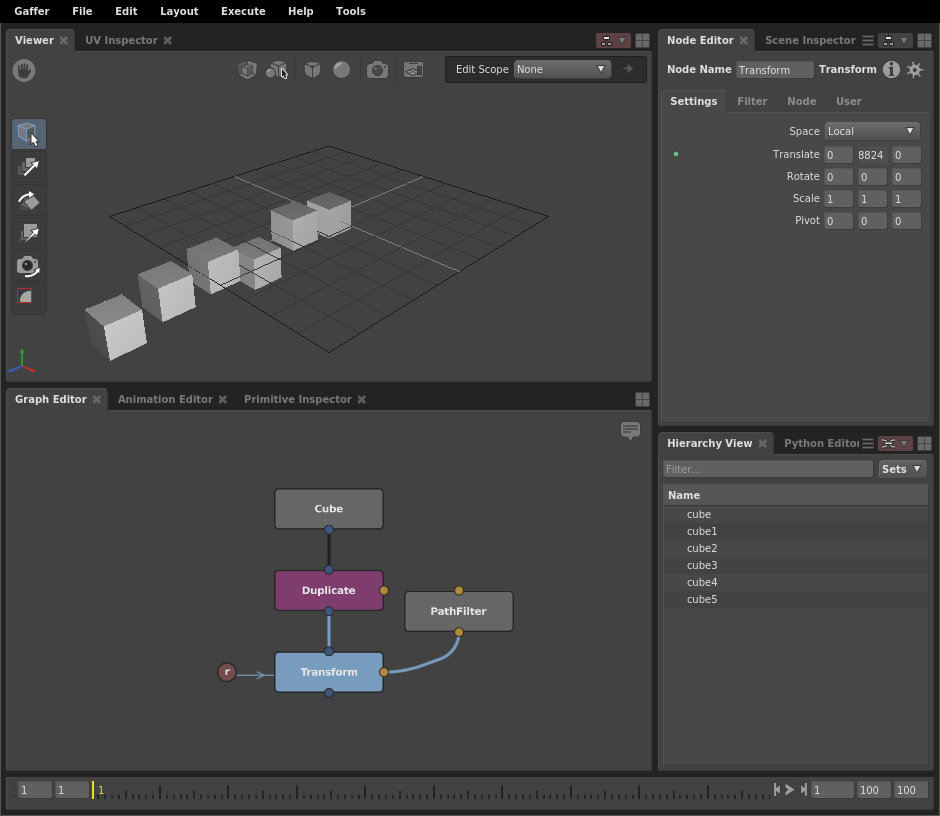 Gaffer File Edit Layout Execute Help Tools
Viewer UV Inspector
Edit Scope None
Node Editor Scene Inspector
Node Name Transform Transform
Settings Filter Node User
Space Local
Translate 0 8824 0
Rotate 0 0 0
Scale 1 1 1
Pivot 0 0 0
Graph Editor Animation Editor Primitive Inspector
Cube
Duplicate
PathFilter
Transform
r
Hierarchy View Python Editor
Filter... Sets
Name
cube
cube1
cube2
cube3
cube4
cube5
1 1 1 1 100 100